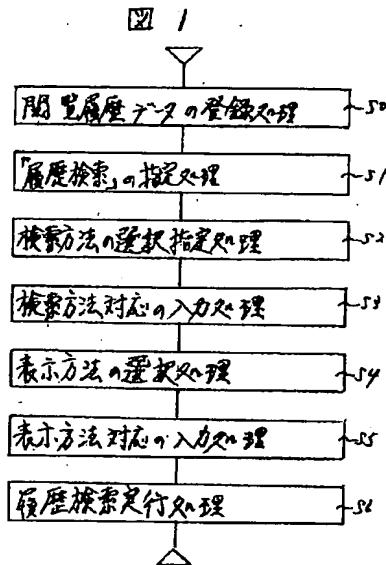 図 1
閲覧履歴データの登録処理 S0
「履歴検索」の指定処理 S1
検索方法の選択指定処理 S2
検索方法対応の入力処理 S3
表示方法の選択処理 S4
表示方法対応の入力処理 S5
履歴検索実行処理 S6